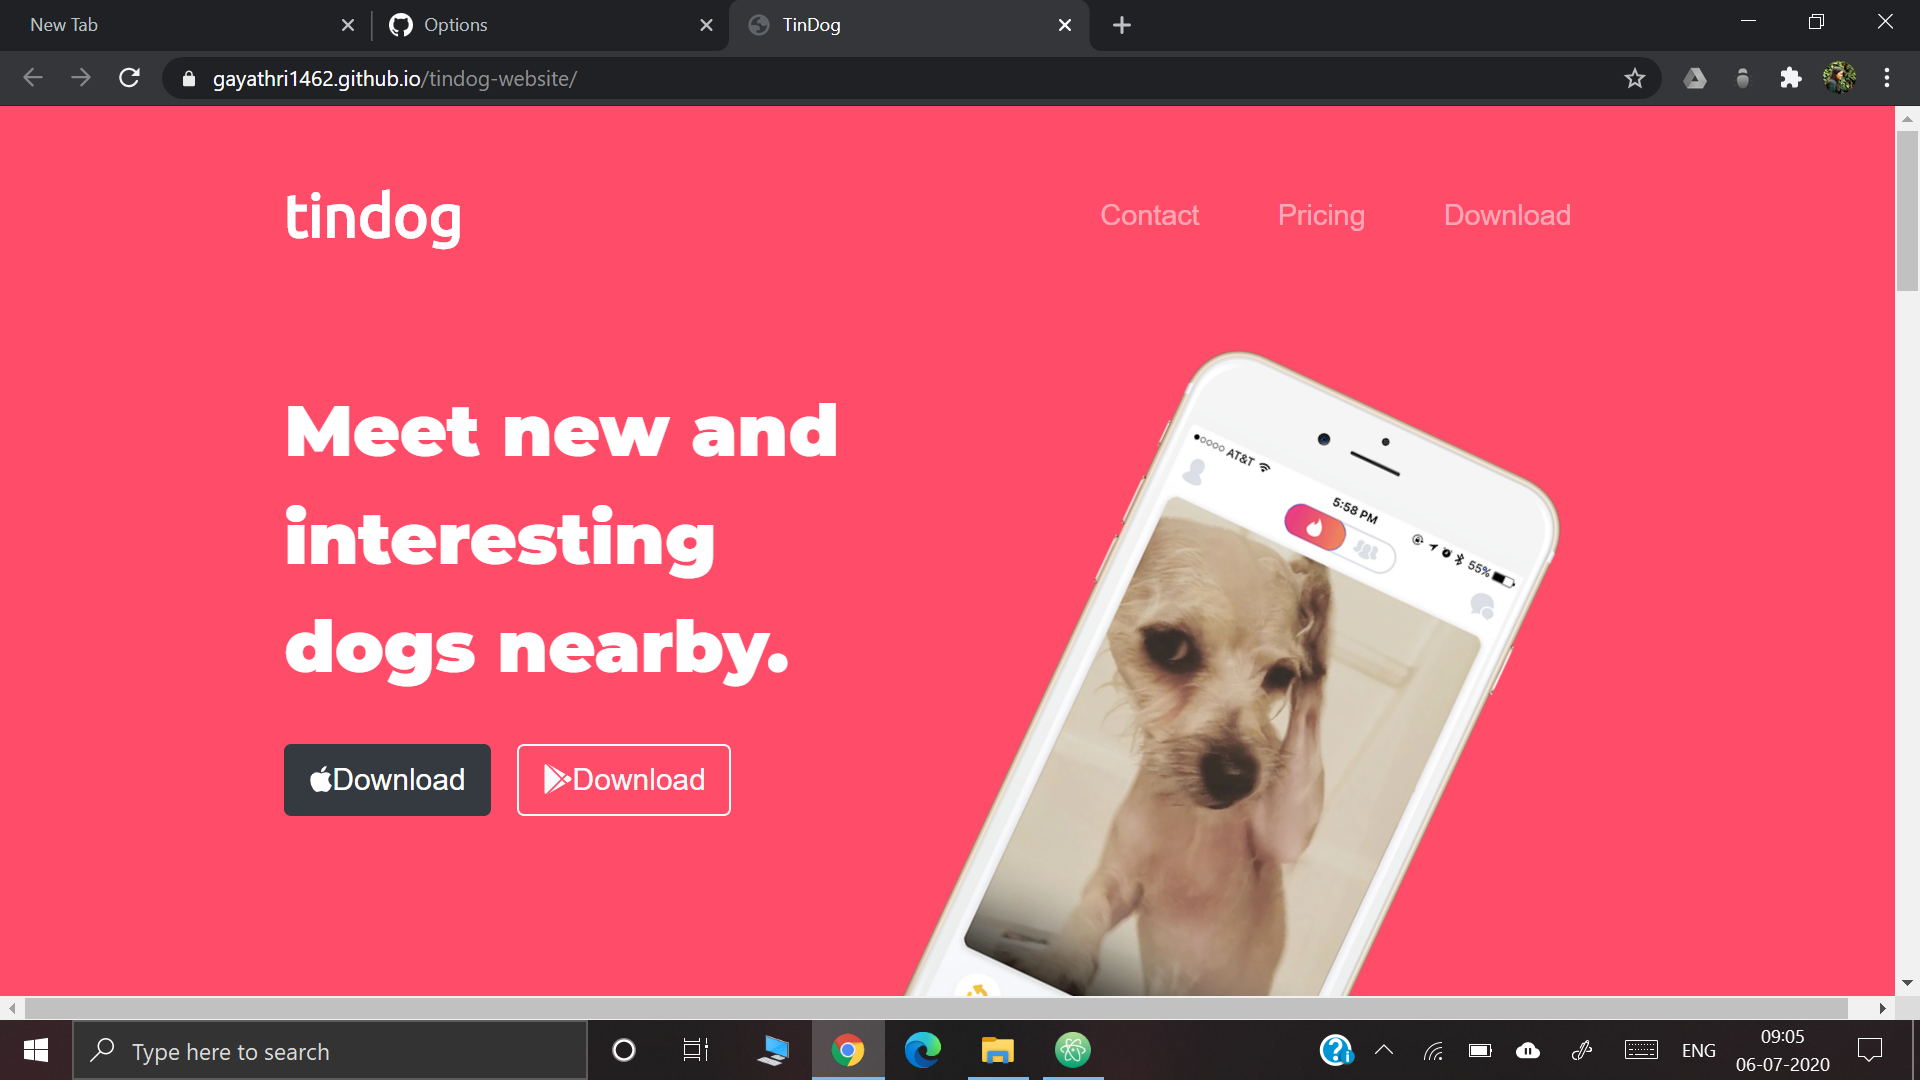 New Tab
Options
TinDog
gayathri1462.github.io/tindog-website/
tindog
Contact
Pricing
Download
Meet new and
interesting
dogs nearby.
Download
Download
AT&T
5:58 PM
55%
Type here to search
ENG
09:05
06-07-2020